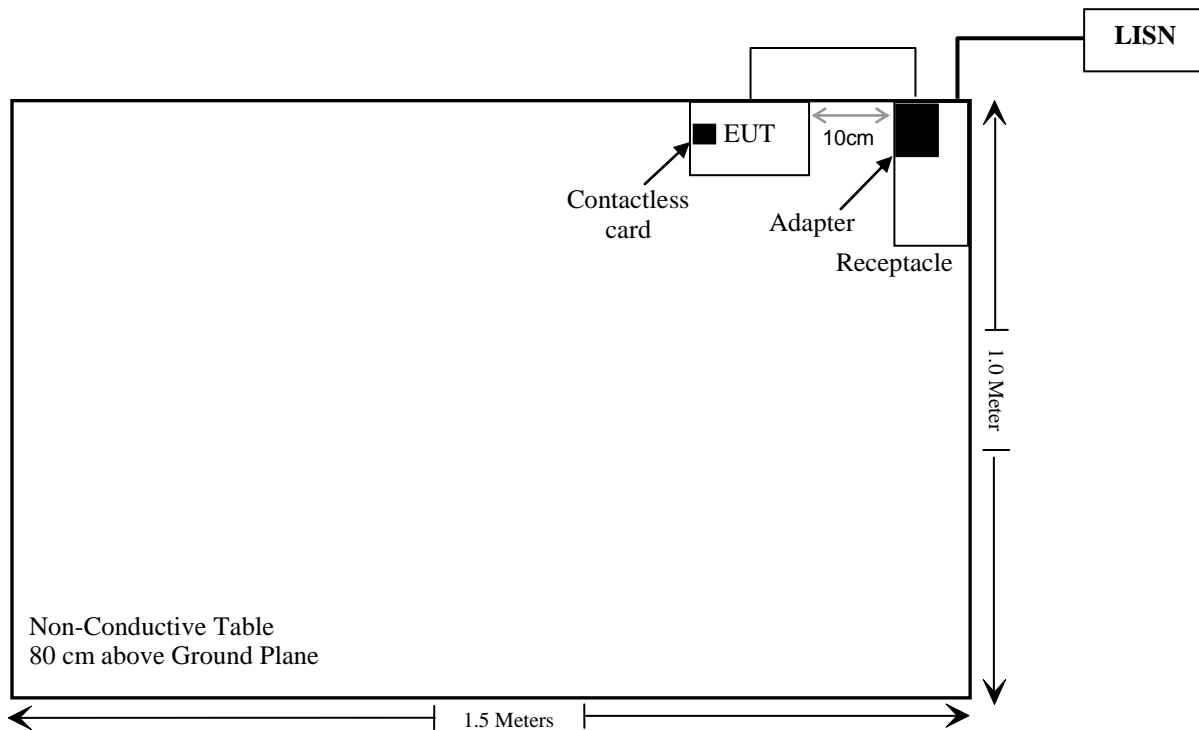 LISN
EUT
10cm
Contactless
card
Adapter
Receptacle
1.0 Meter
Non-Conductive Table
80 cm above Ground Plane
1.5 Meters